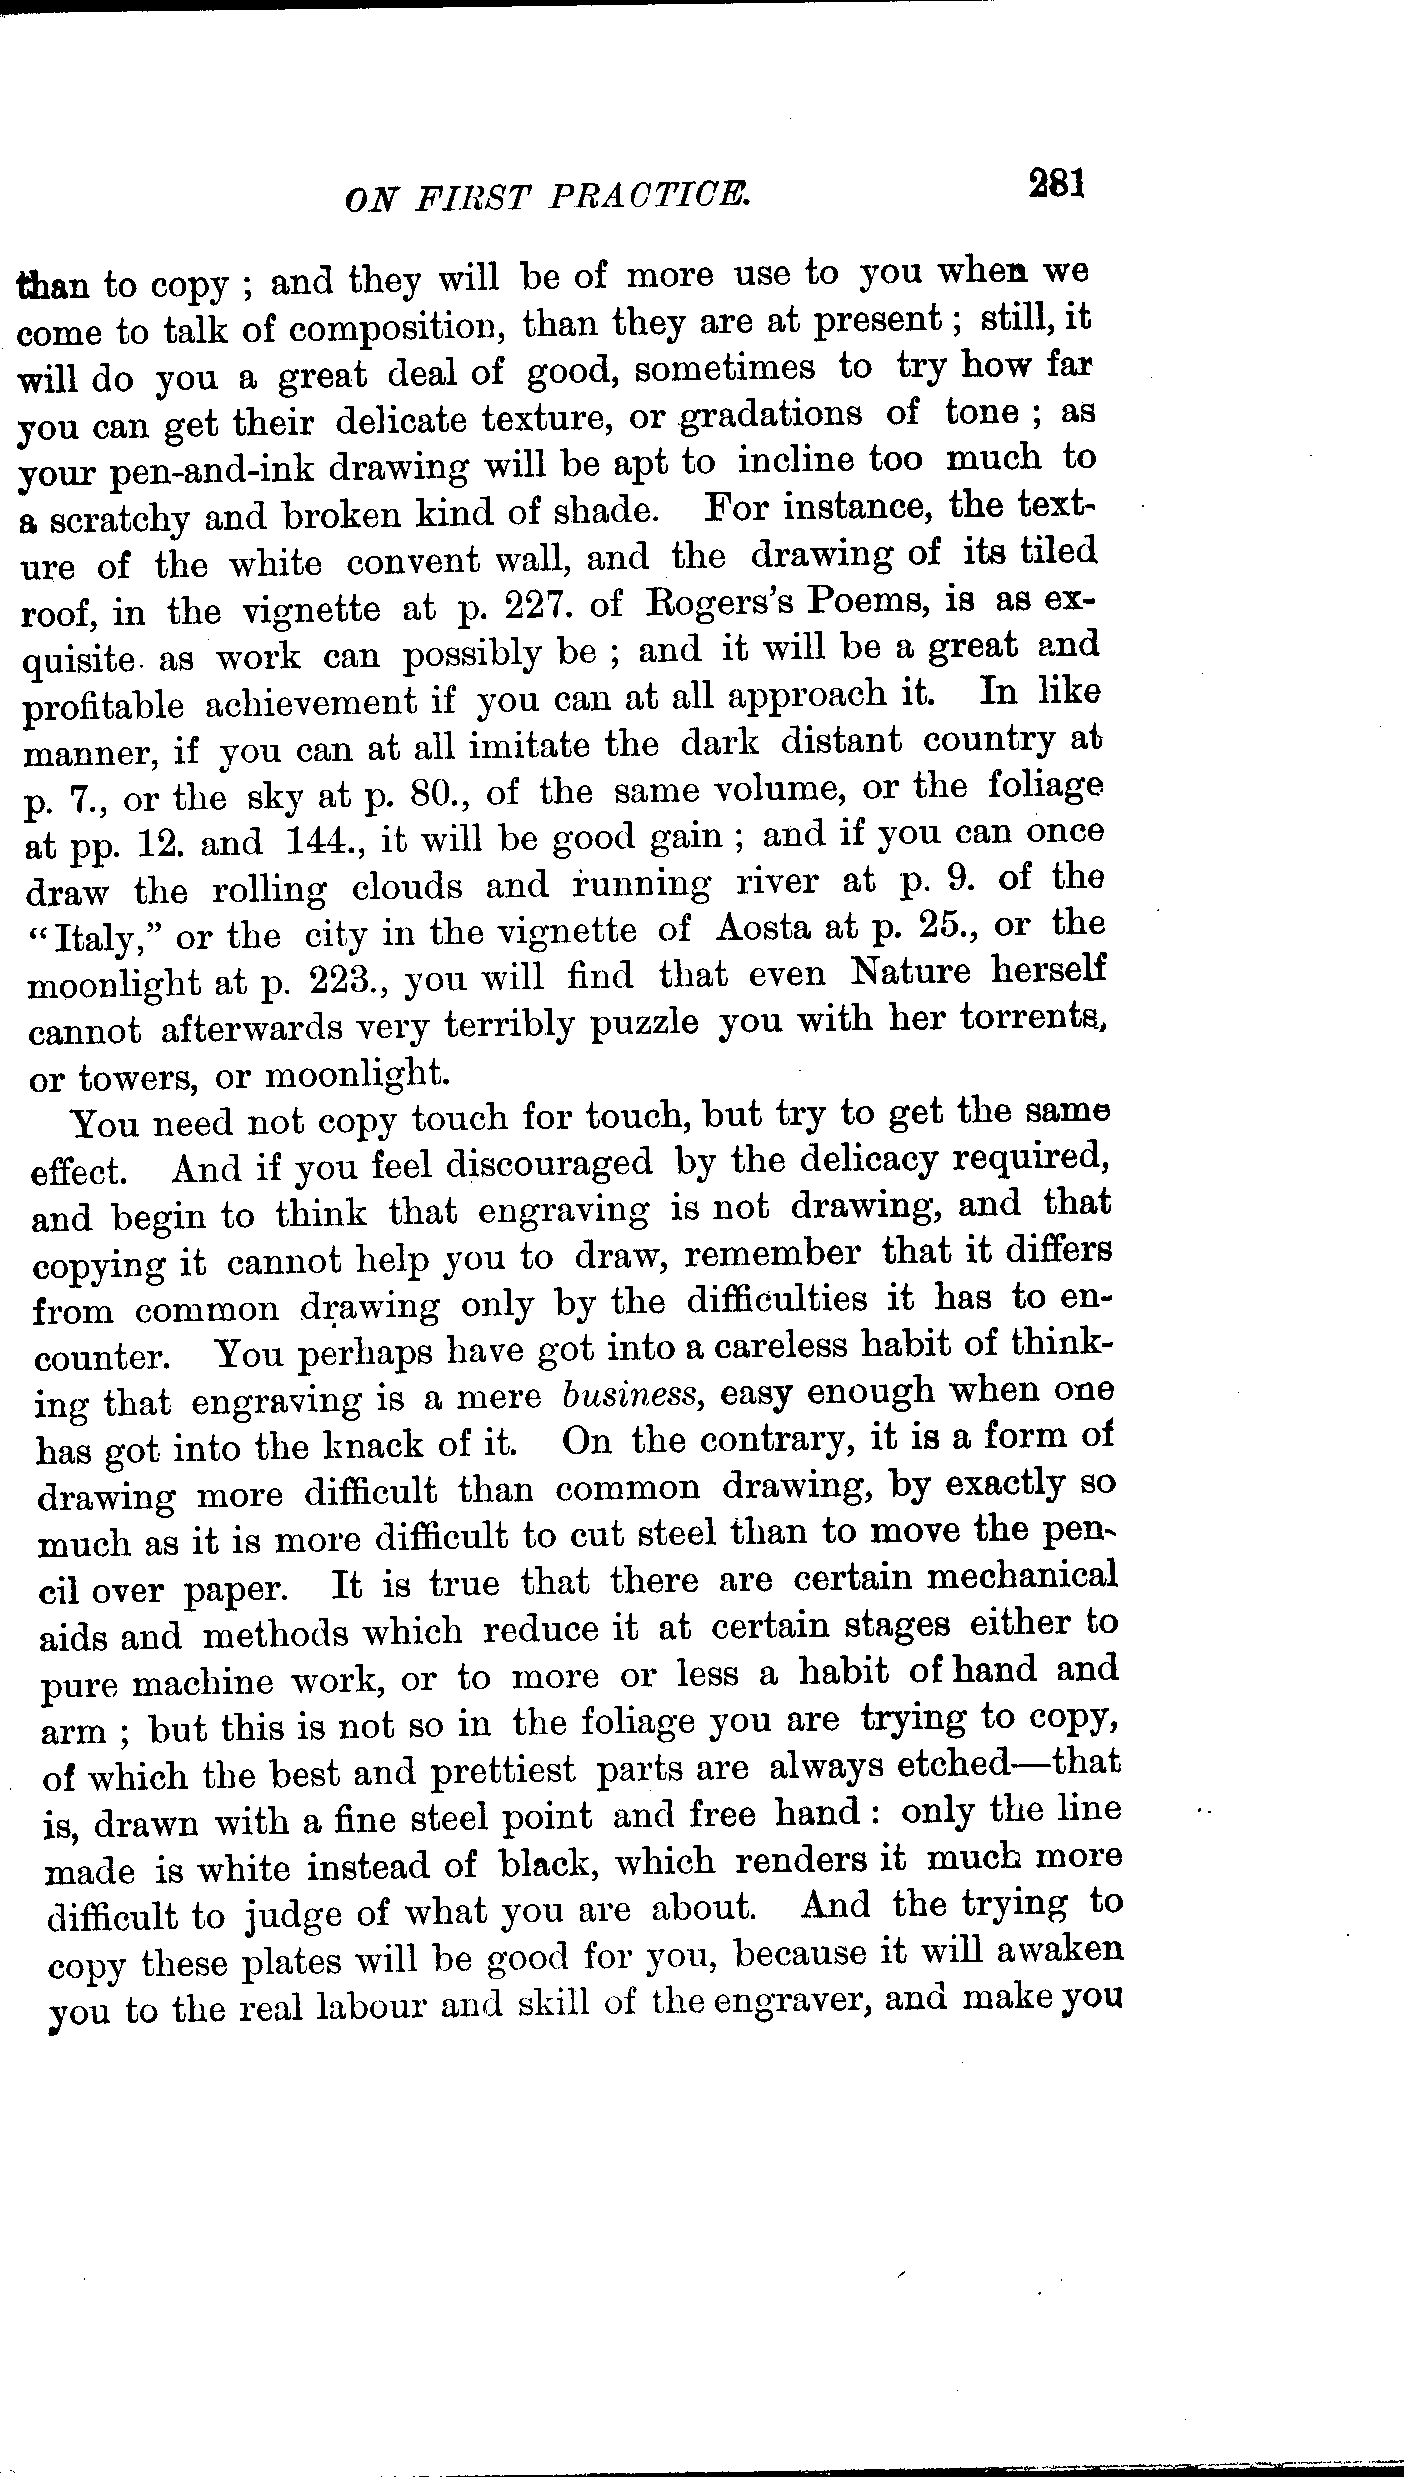 ON FIRST PRACTICE. 281
than to copy ; and they will be of more use to you when we
come to talk of composition, than they are at present ; still, it
will do you a great deal of good, sometimes to try how far
you can get their delicate texture, or gradations of tone ; as
your pen-and-ink drawing will be apt to incline too much to
a scratchy and broken kind of shade. For instance, the text-
ure of the white convent wall, and the drawing of its tiled
roof, in the vignette at p. 227. of Rogers's Poems, is as ex-
quisite as work can possibly be ; and it will be a great and
profitable achievement if you can at all approach it. In like
manner, if you can at all imitate the dark distant country at
p. 7., or the sky at p. 80., of the same volume, or the foliage
at pp. 12. and 144., it will be good gain ; and if you can once
draw the rolling clouds and running river at p. 9. of the
“Italy,” or the city in the vignette of Aosta at p. 25., or the
moonlight at p. 223., you will find that even Nature herself
cannot afterwards very terribly puzzle you with her torrents,
or towers, or moonlight.
You need not copy touch for touch, but try to get the same
effect. And if you feel discouraged by the delicacy required,
and begin to think that engraving is not drawing, and that
copying it cannot help you to draw, remember that it differs
from common drawing only by the difficulties it has to en-
counter. You perhaps have got into a careless habit of think-
ing that engraving is a mere business, easy enough when one
has got into the knack of it. On the contrary, it is a form of
drawing more difficult than common drawing, by exactly so
much as it is more difficult to cut steel than to move the pen-
cil over paper. It is true that there are certain mechanical
aids and methods which reduce it at certain stages either to
pure machine work, or to more or less a habit of hand and
arm ; but this is not so in the foliage you are trying to copy,
of which the best and prettiest parts are always etched—that
is, drawn with a fine steel point and free hand : only the line
made is white instead of black, which renders it much more
difficult to judge of what you are about. And the trying to
copy these plates will be good for you, because it will awaken
you to the real labour and skill of the engraver, and make you